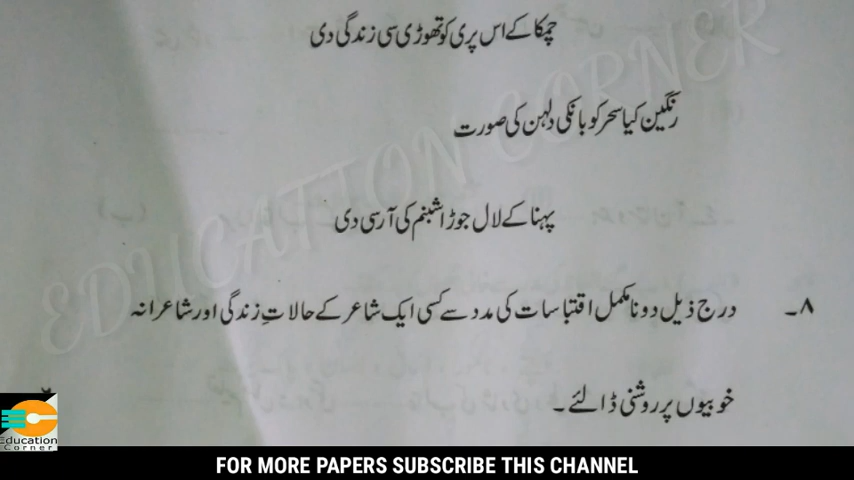 چمکا کے اس پری کو تھوڑی سی زندگی دی
رنگین کیا سحر کو بانکی دلہن کی صورت
پہنا کے لال جوڑا شبنم کی آرسی دی
۸۔ درج ذیل دو نامکمل اقتباسات کی مدد سے کسی ایک شاعر کے حالاتِ زندگی اور شاعرانہ
خوبیوں پر روشنی ڈالئے۔
EDUCATION CORNER
Education
Corner
FOR MORE PAPERS SUBSCRIBE THIS CHANNEL